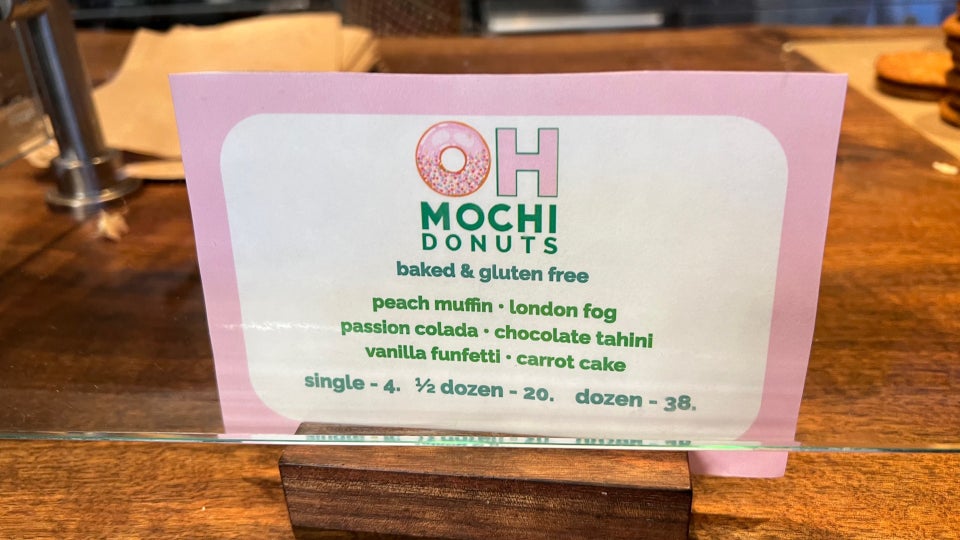 OH
MOCHI
DONUTS
baked & gluten free
peach muffin • london fog
passion colada • chocolate tahini
vanilla funfetti • carrot cake
single - 4. ½ dozen - 20. dozen - 38.